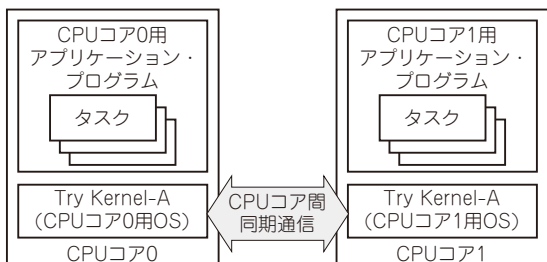 CPUコア0用
アプリケーション・
プログラム
タスク
Try Kernel-A
(CPUコア0用OS)
CPUコア0
CPUコア間
同期通信
CPUコア1用
アプリケーション・
プログラム
タスク
Try Kernel-A
(CPUコア1用OS)
CPUコア1